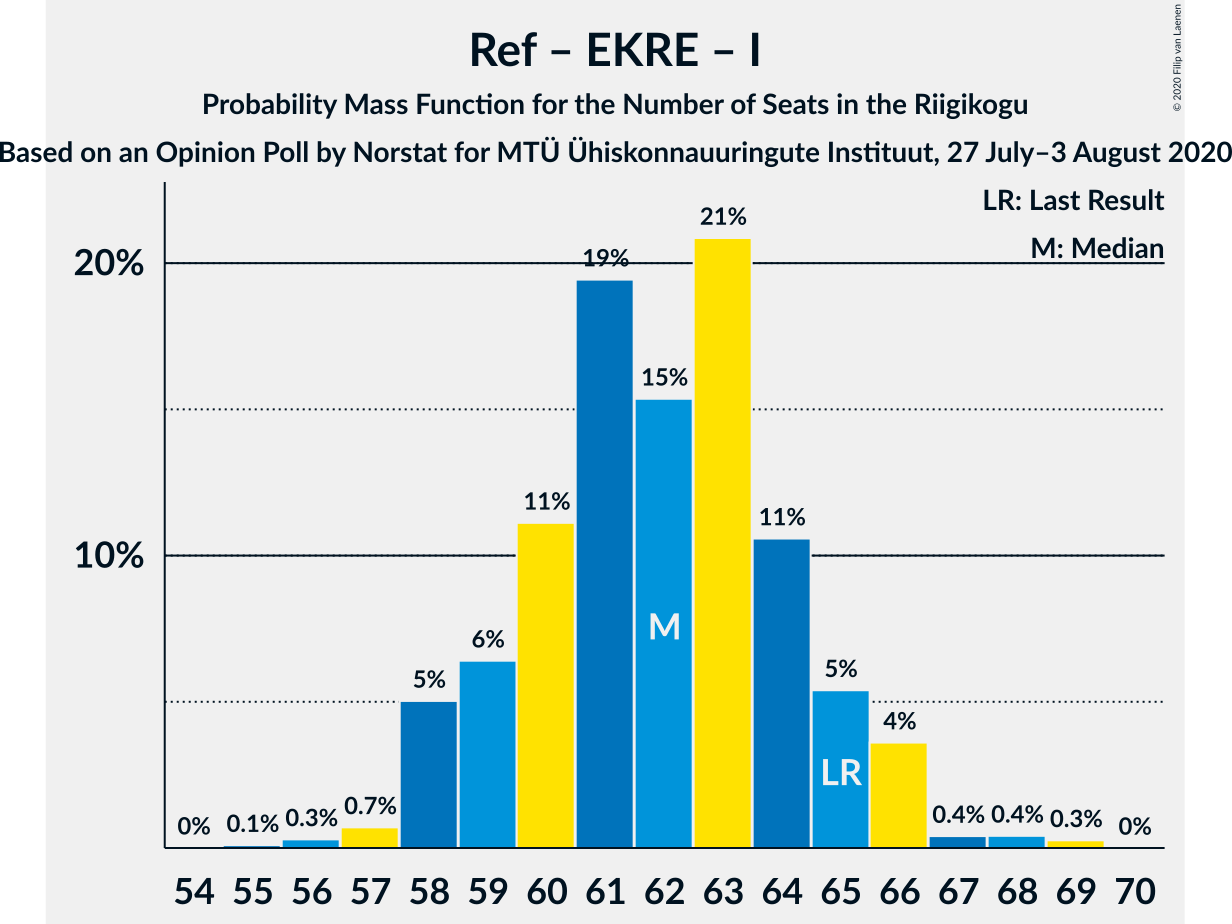 Ref – EKRE – I
Probability Mass Function for the Number of Seats in the Riigikogu
Based on an Opinion Poll by Norstat for MTÜ Ühiskonnauuringute Instituut, 27 July–3 August 2020
© 2020 Filip van Laenen
LR: Last Result
M: Median
20%
10%
0%
0.1%
0.3%
0.7%
5%
6%
11%
19%
15%
21%
11%
5%
4%
0.4%
0.4%
0.3%
0%
M
LR
54 55 56 57 58 59 60 61 62 63 64 65 66 67 68 69 70